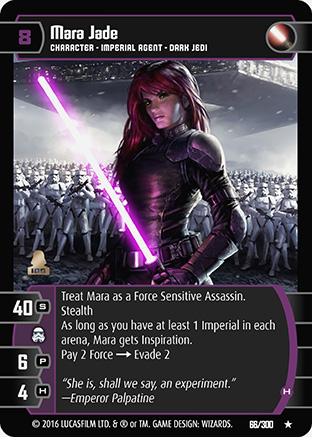 8 Mara Jade
CHARACTER • IMPERIAL AGENT • DARK JEDI
40 S
6 P
4 H
Treat Mara as a Force Sensitive Assassin.
Stealth
As long as you have at least 1 Imperial in each
arena, Mara gets Inspiration.
Pay 2 Force → Evade 2
“She is, shall we say, an experiment.”
—Emperor Palpatine
H
© 2016 LUCASFILM LTD. & ® or TM. GAME DESIGN: WIZARDS. 68/300 ★